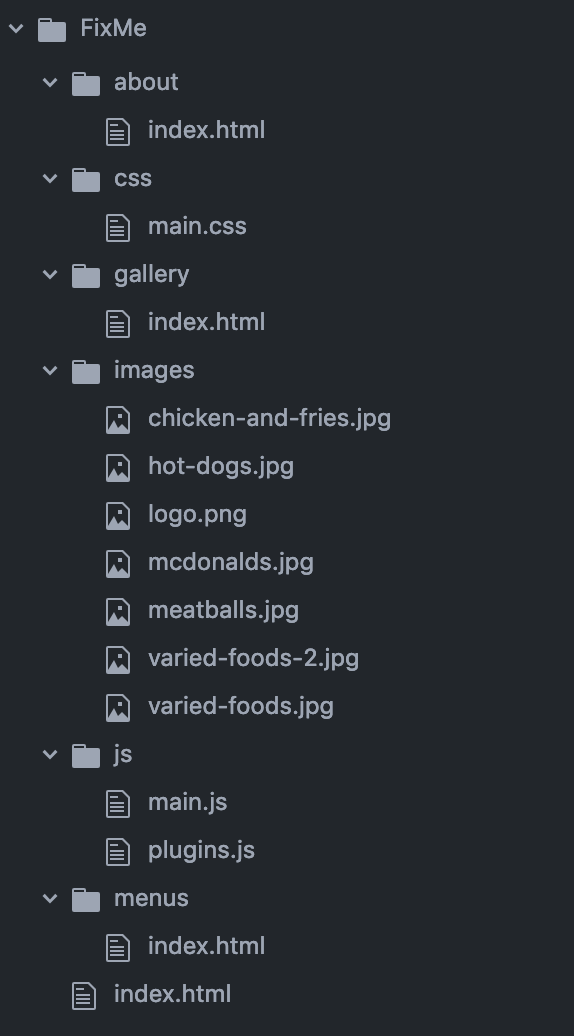 FixMe
about
index.html
css
main.css
gallery
index.html
images
chicken-and-fries.jpg
hot-dogs.jpg
logo.png
mcdonalds.jpg
meatballs.jpg
varied-foods-2.jpg
varied-foods.jpg
js
main.js
plugins.js
menus
index.html
index.html